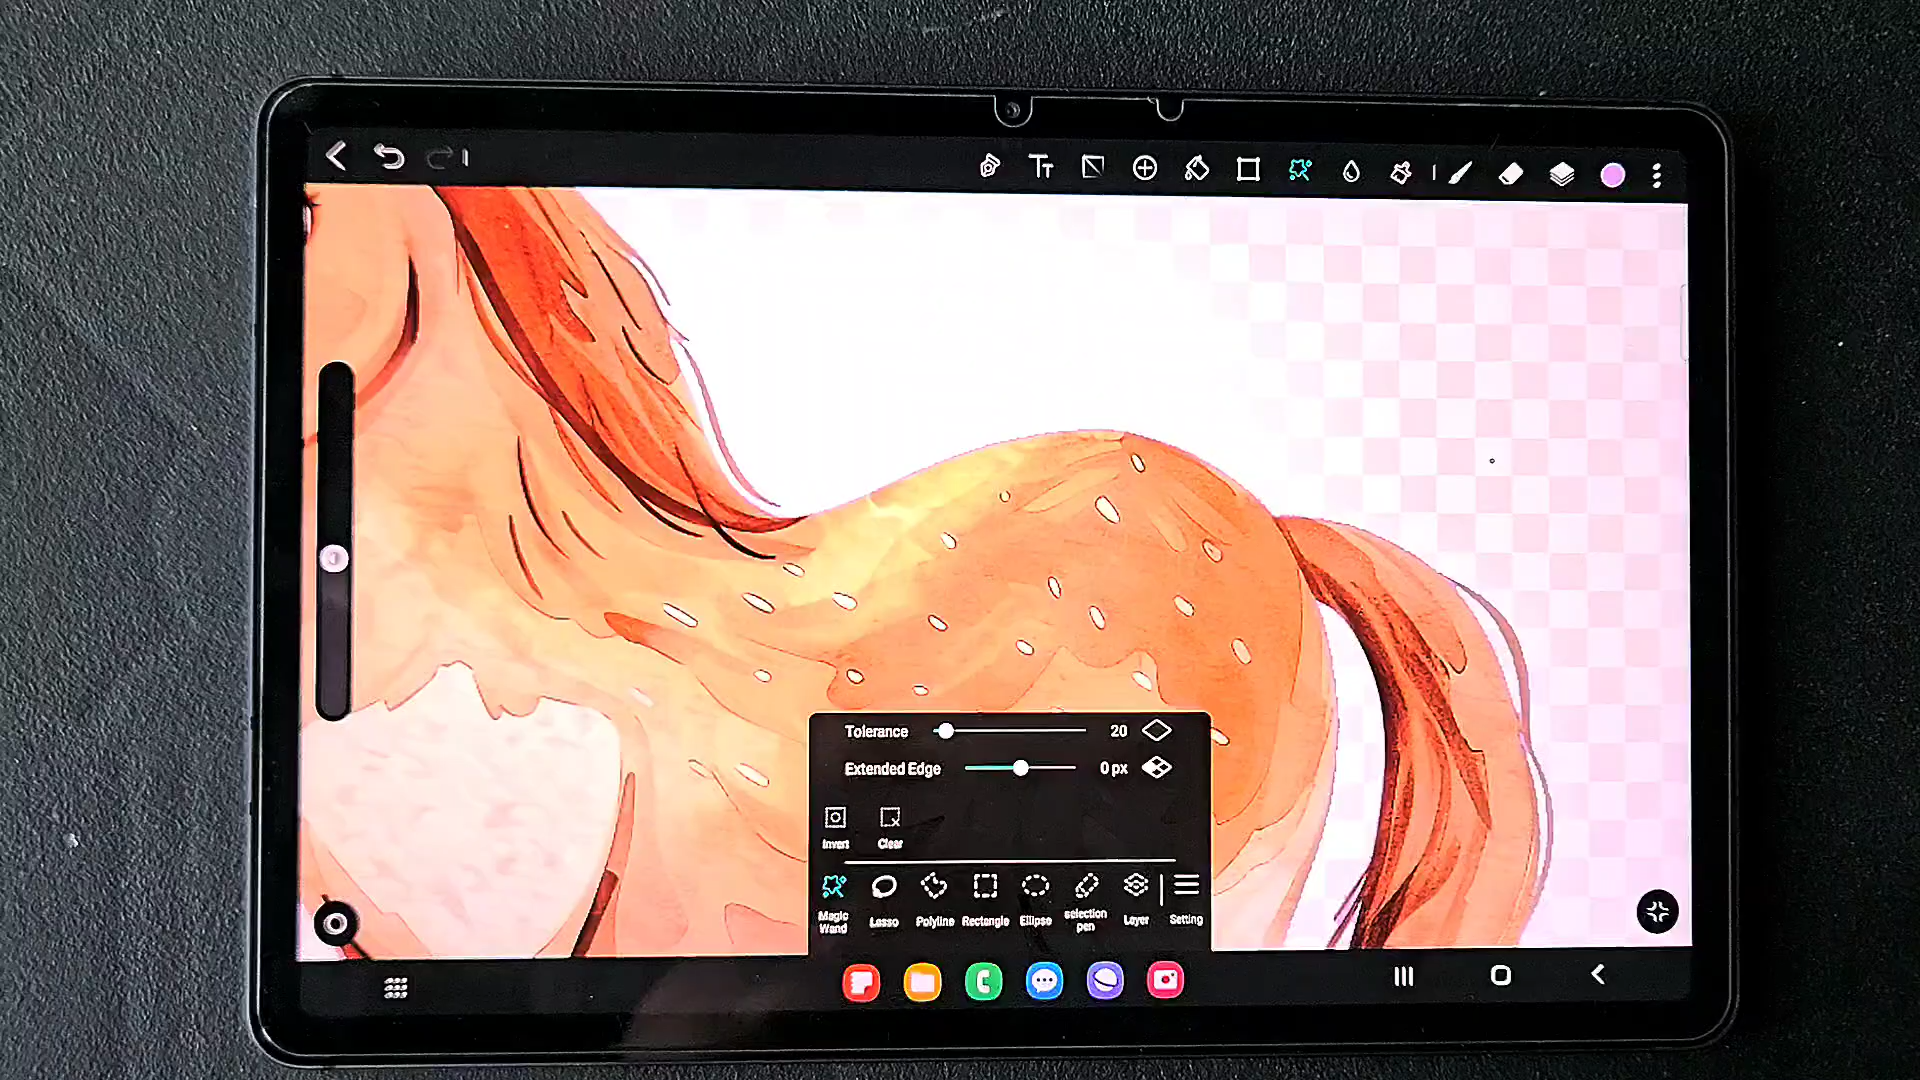 Tolerance 20
Extended Edge 0 px
Invert Clear
Magic Wand Lasso Polyline Rectangle Ellipse selection pen Layer Setting